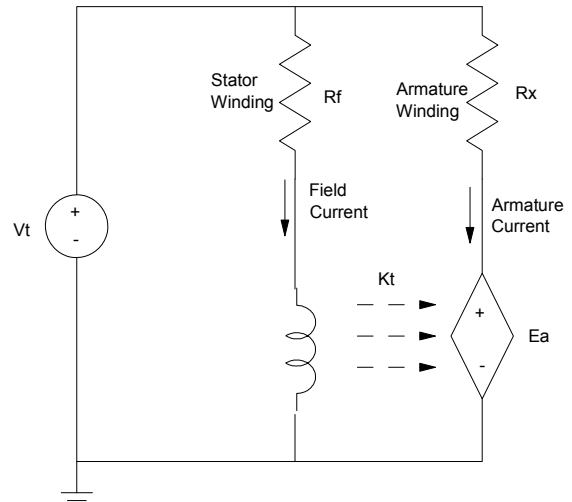 Stator
Winding
Rf
Armature
Winding
Rx
Field
Current
Armature
Current
Vt
+
-
Kt
+
-
Ea